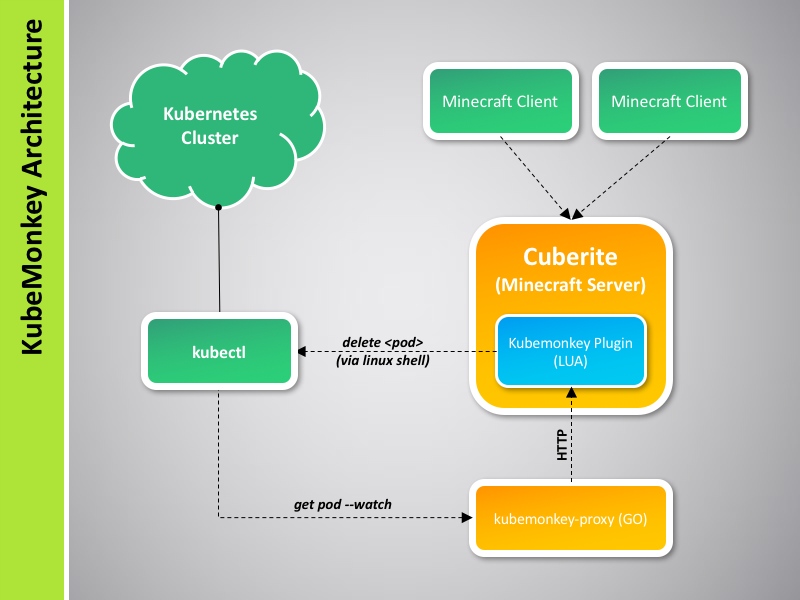 KubeMonkey Architecture
Kubernetes
Cluster
Minecraft Client
Minecraft Client
Cuberite
(Minecraft Server)
Kubemonkey Plugin
(LUA)
kubectl
delete <pod>
(via linux shell)
HTTP
get pod --watch
kubemonkey-proxy (GO)